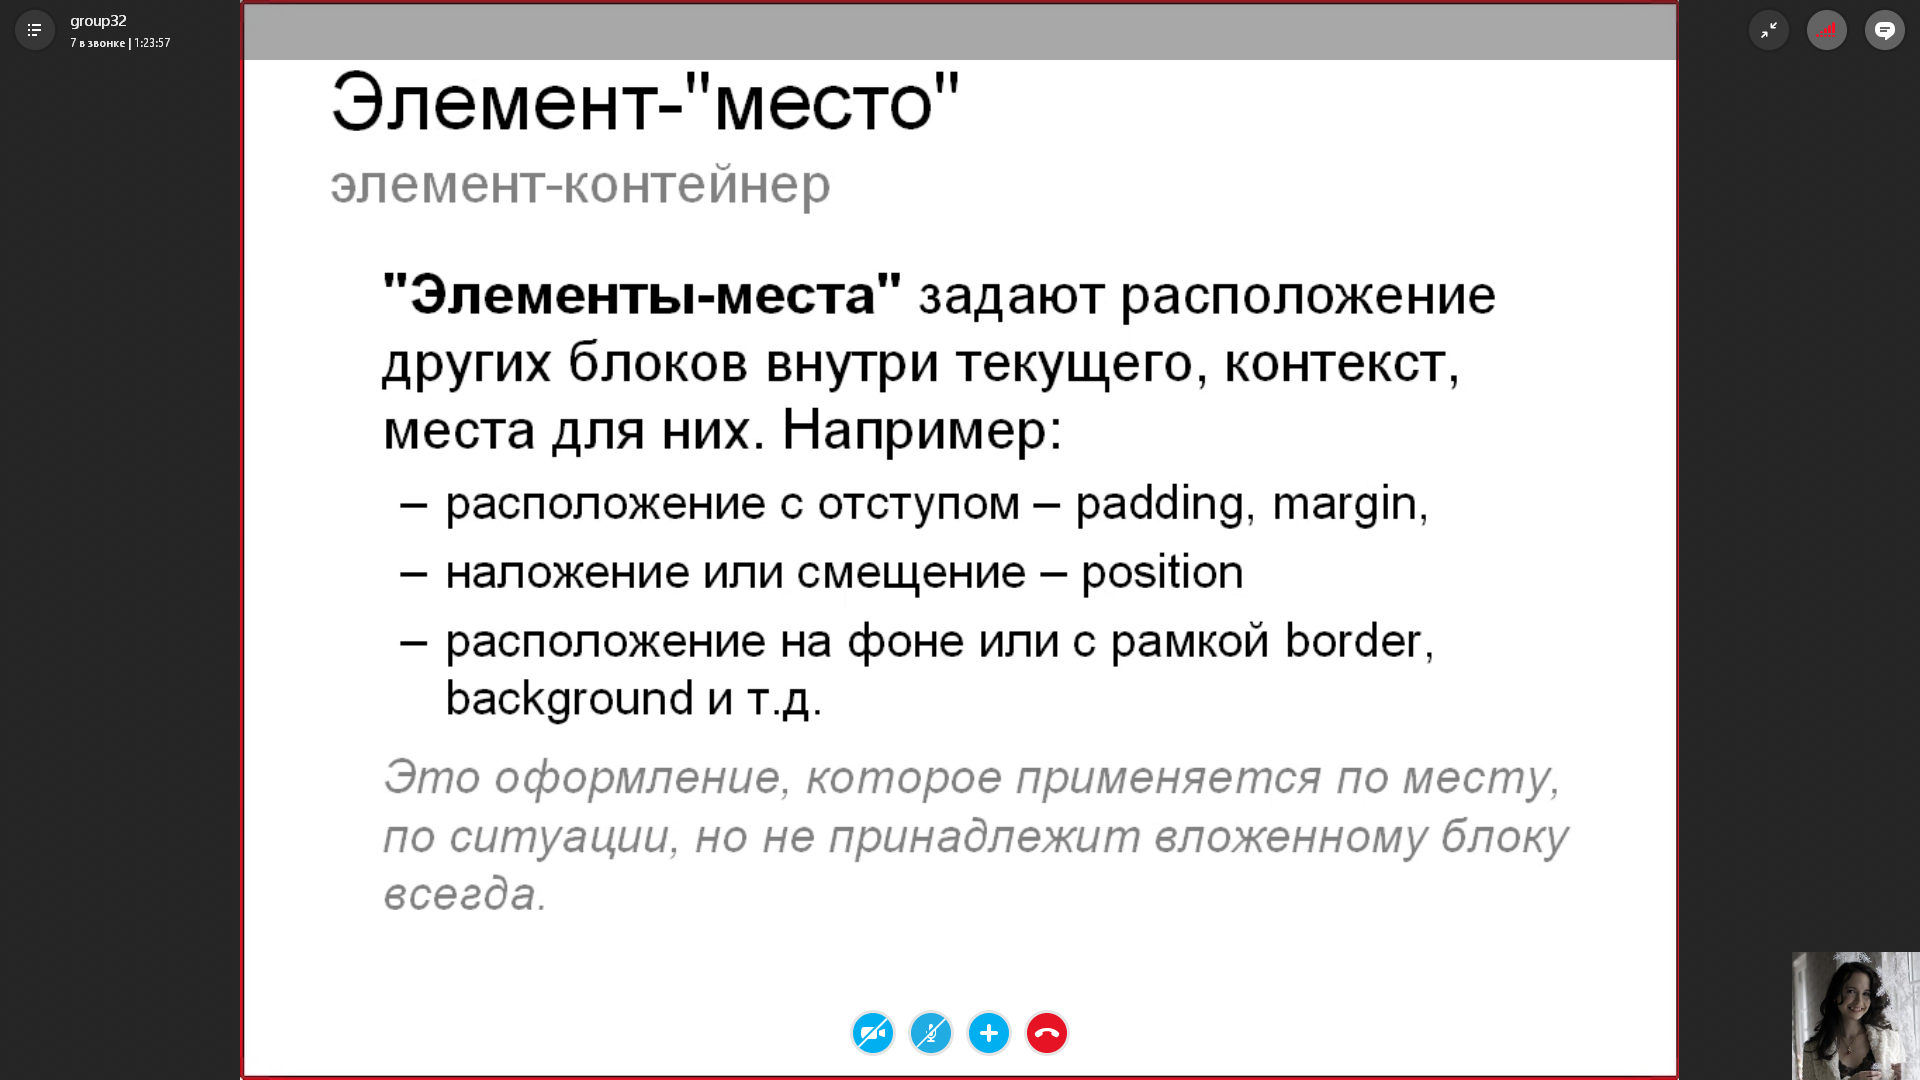 group32
7 в звонке | 1:23:57
Элемент-"место"
элемент-контейнер
"Элементы-места" задают расположение
других блоков внутри текущего, контекст,
места для них. Например:
– расположение с отступом – padding, margin,
– наложение или смещение – position
– расположение на фоне или с рамкой border,
background и т.д.
Это оформление, которое применяется по месту,
по ситуации, но не принадлежит вложенному блоку
всегда.